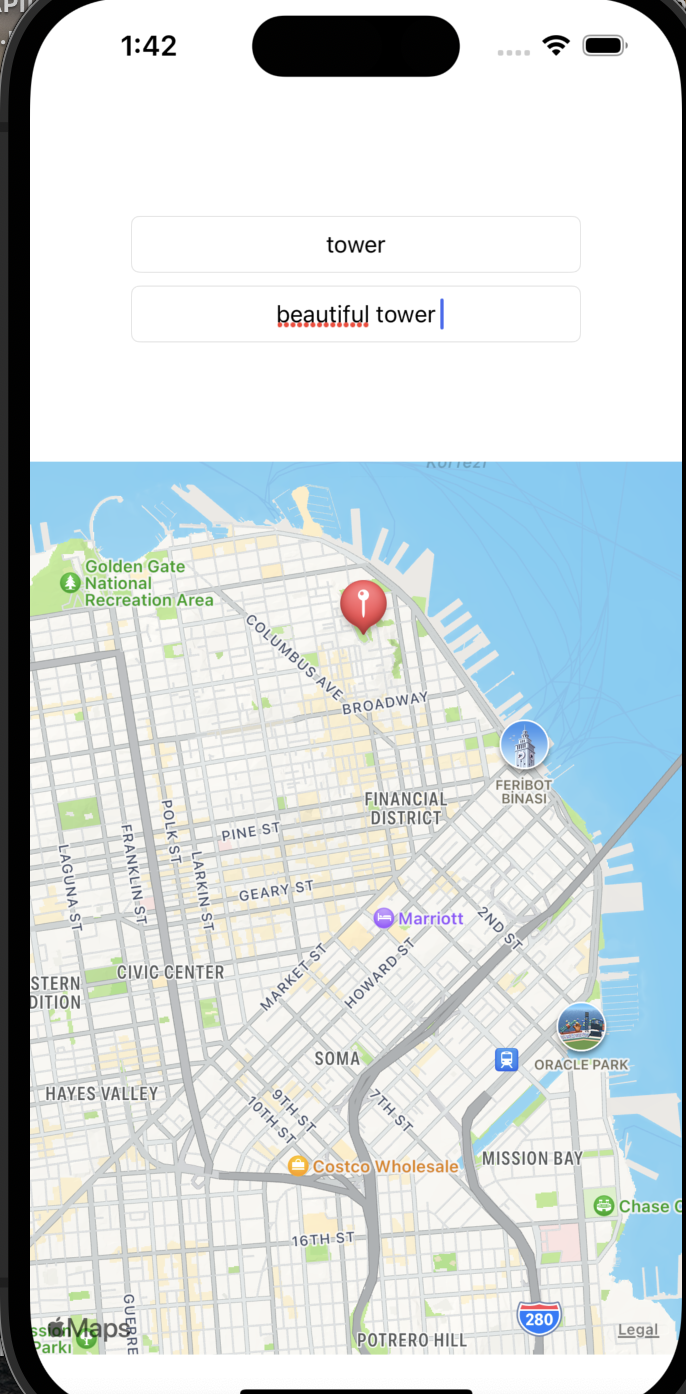 1:42
tower
beautiful tower
Körfezi
Golden Gate
National
Recreation Area
COLUMBUS AVE
BROADWAY
FERİBOT
BİNASI
FINANCIAL
DISTRICT
POLK ST
PINE ST
FRANKLIN ST
LAGUNA ST
LARKIN ST
GEARY ST
Marriott
2ND ST
CIVIC CENTER
MARKET ST
HOWARD ST
STERN
DITION
SOMA
ORACLE PARK
HAYES VALLEY
9TH ST
10TH ST
7TH ST
MISSION BAY
Costco Wholesale
Chase C
16TH ST
280
GUERRE
Maps
ssion
Parkı
POTRERO HILL
Legal